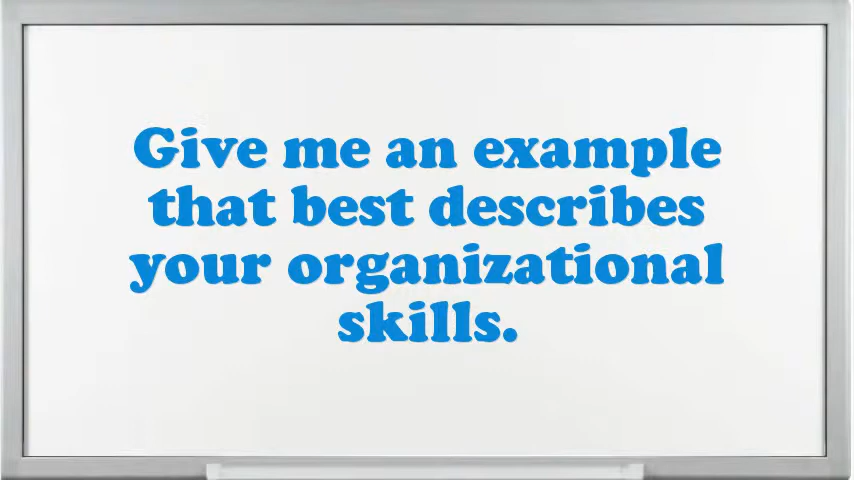 Give me an example
that best describes
your organizational
skills.